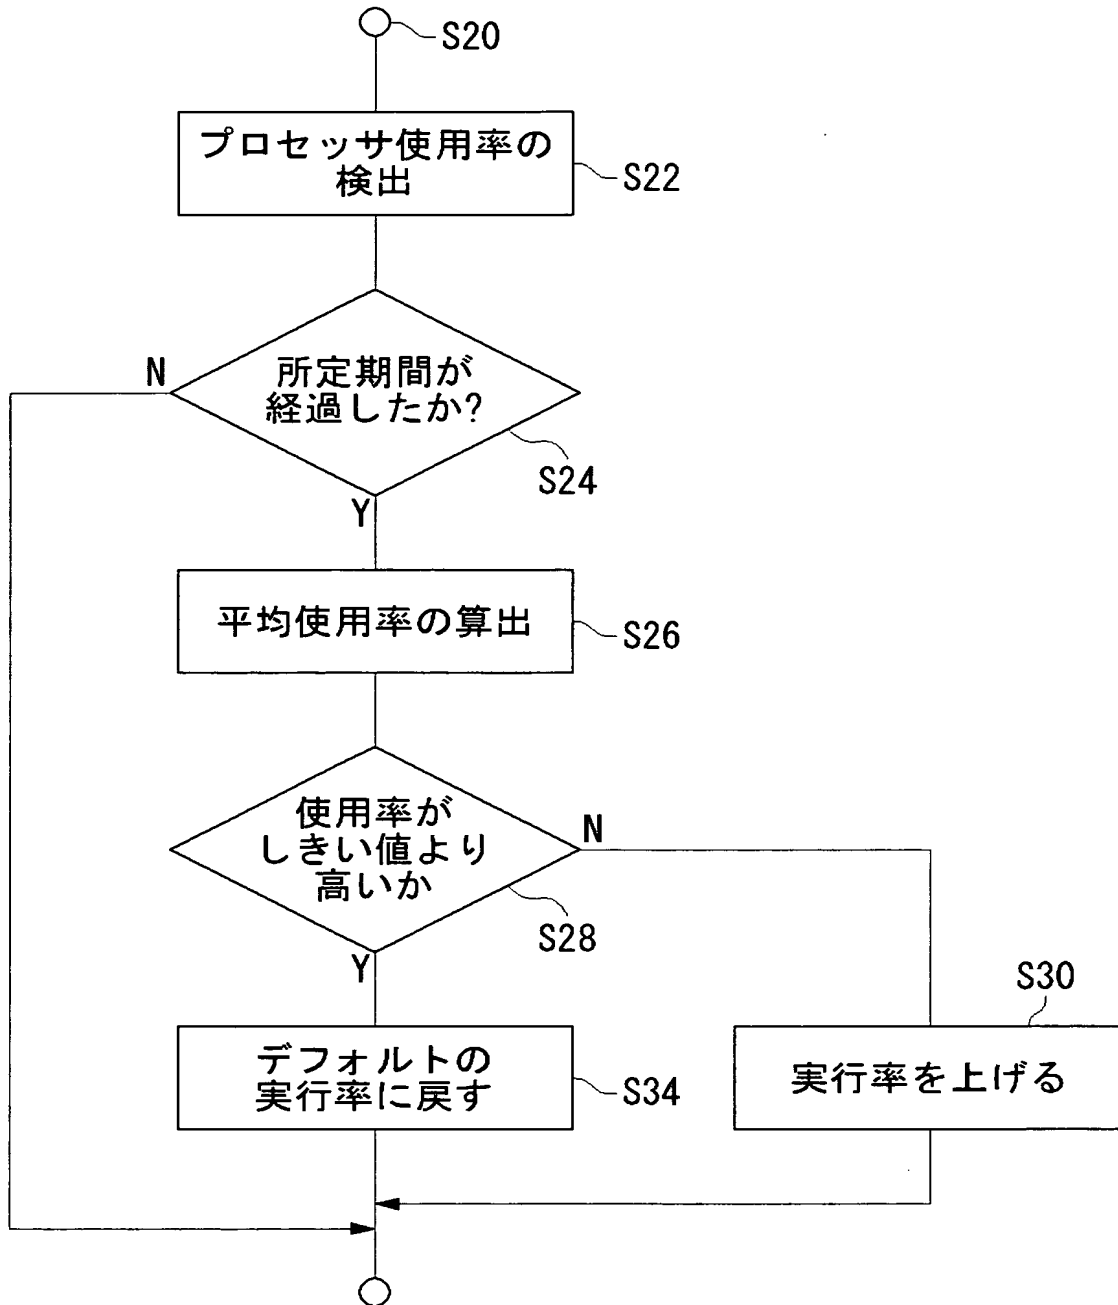 S20
プロセッサ使用率の
検出
S22
N
所定期間が
経過したか?
S24
Y
平均使用率の算出
S26
使用率が
しきい値より
高いか
N
S28
Y
S30
デフォルトの
実行率に戻す
S34
実行率を上げる